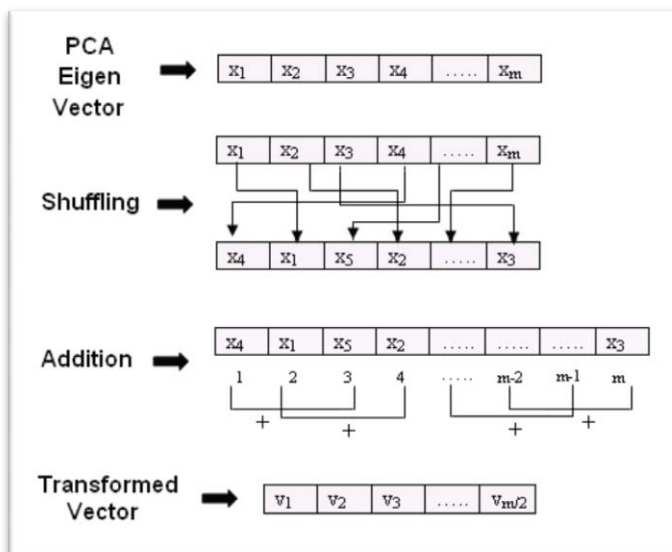 PCA
Eigen
Vector
x1 x2 x3 x4 ..... xm
Shuffling
x1 x2 x3 x4 ..... xm
x4 x1 x5 x2 ..... x3
Addition
x4 x1 x5 x2 ..... ..... ..... x3
1 2 3 4 ..... m-2 m-1 m
+ + + +
Transformed
Vector
v1 v2 v3 ..... vm/2